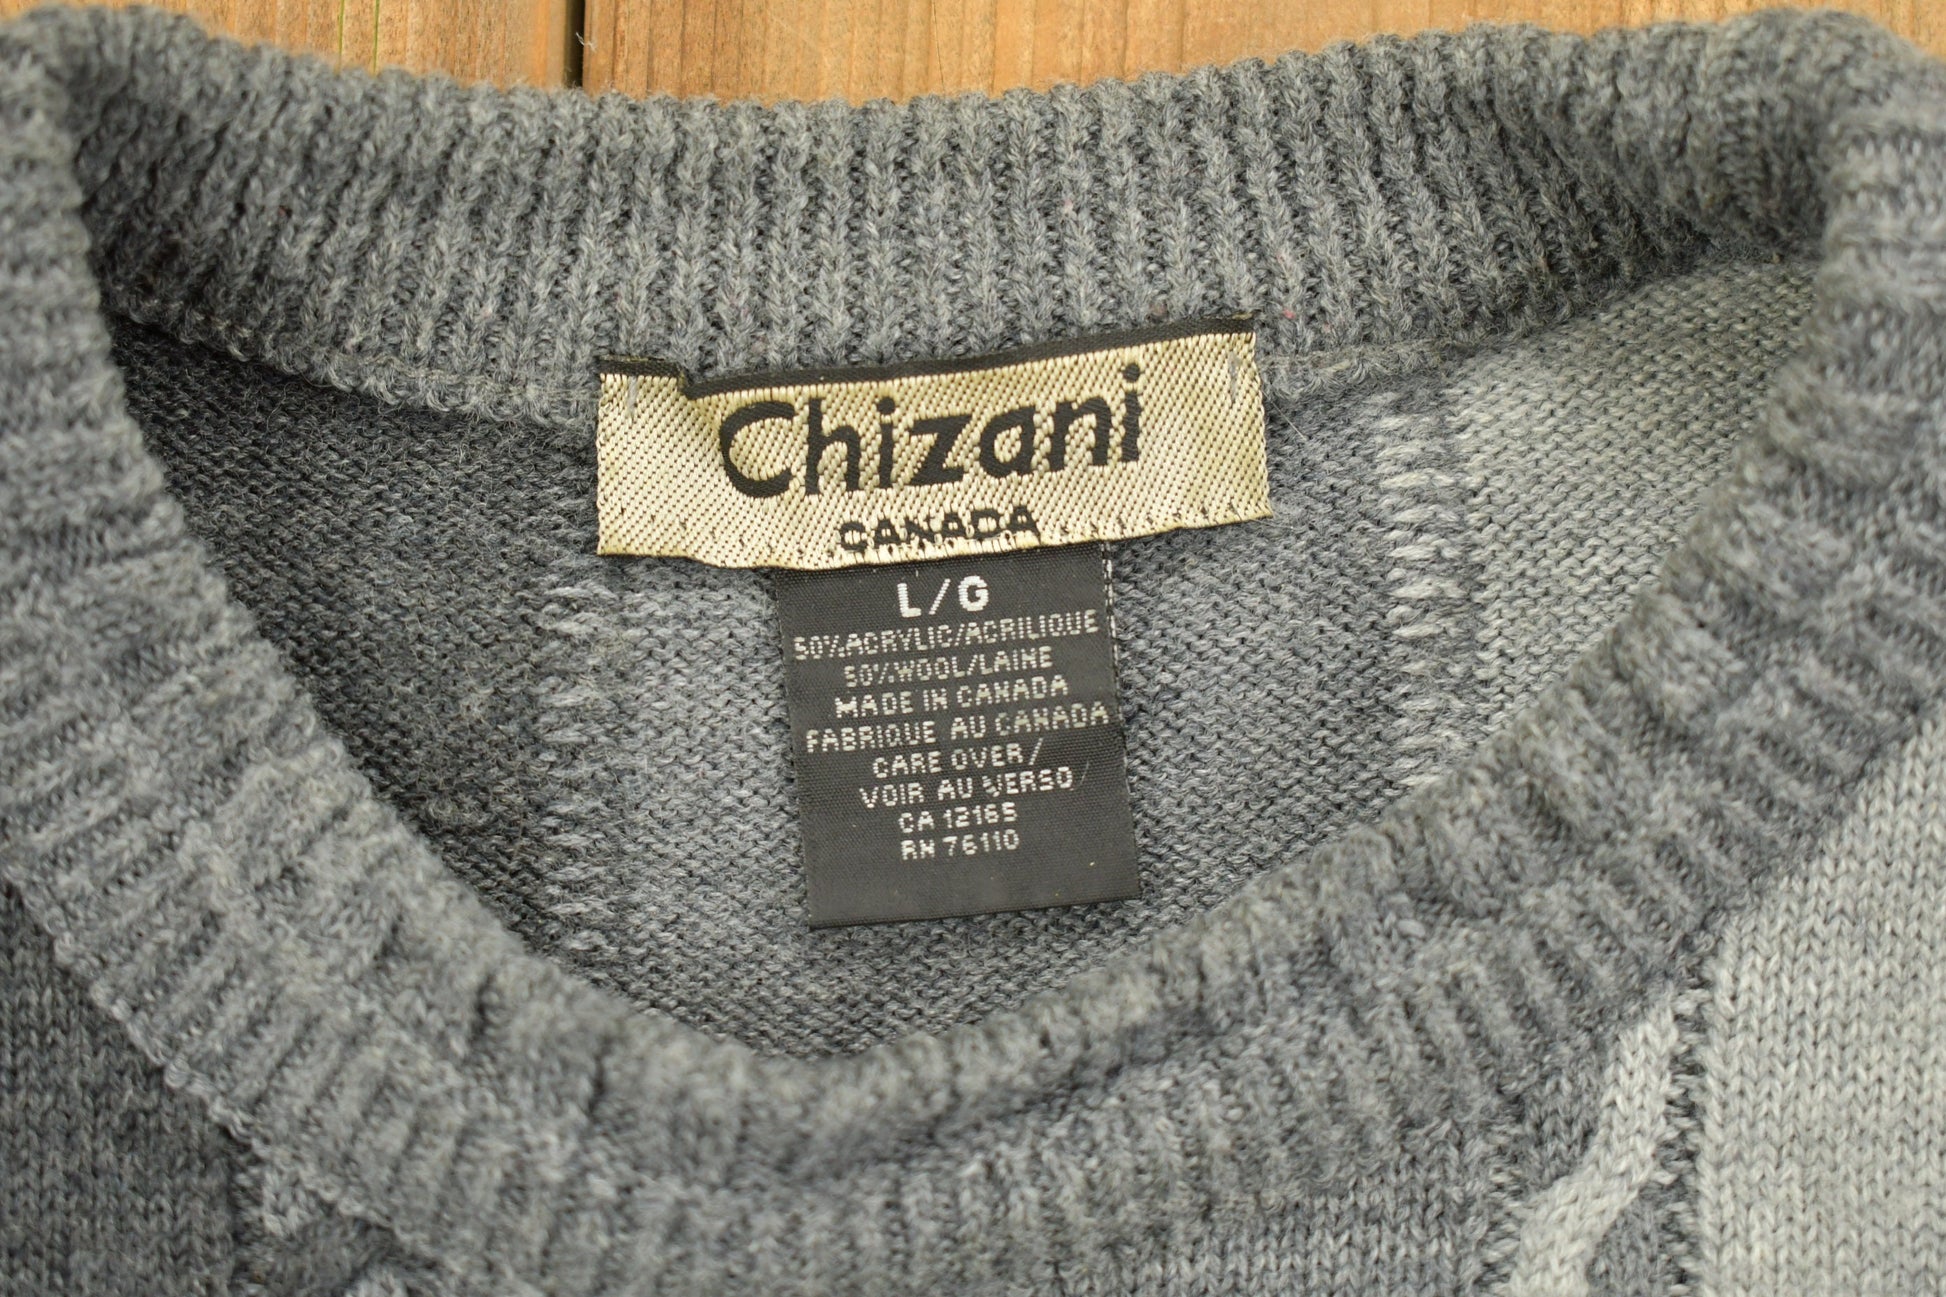 Chizani
CANADA
L/G
50% ACRYLIC/ACRILIQUE
50% WOOL/LAINE
MADE IN CANADA
FABRIQUE AU CANADA
CARE OVER/
VOIR AU VERSO
CA 12165
RN 76110